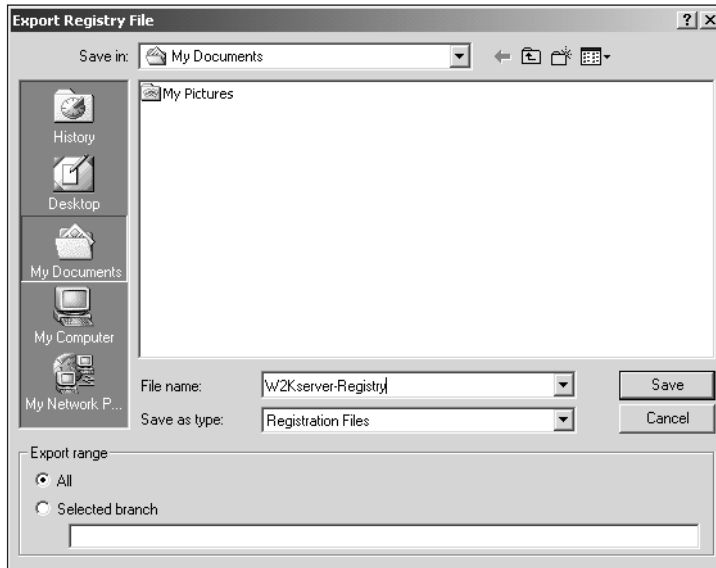 Export Registry File
Save in: My Documents
My Pictures
History
Desktop
My Documents
My Computer
My Network P...
File name: W2Kserver-Registry
Save
Save as type: Registration Files
Cancel
Export range
All
Selected branch